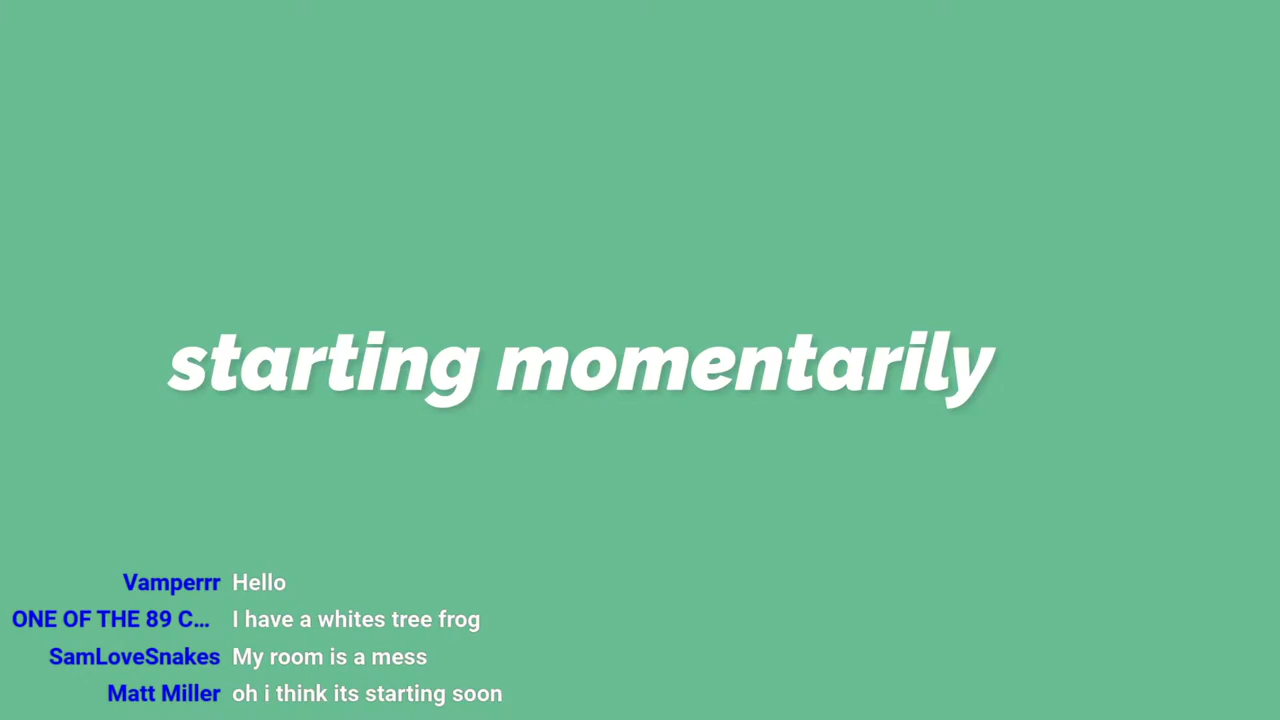 starting momentarily
Vamperrr Hello
ONE OF THE 89 C... I have a whites tree frog
SamLoveSnakes My room is a mess
Matt Miller oh i think its starting soon